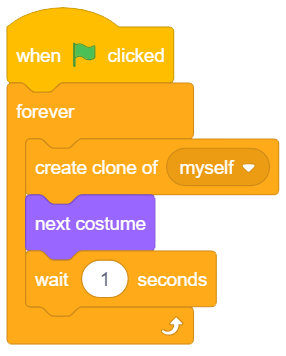 when clicked
forever
create clone of myself
next costume
wait 1 seconds